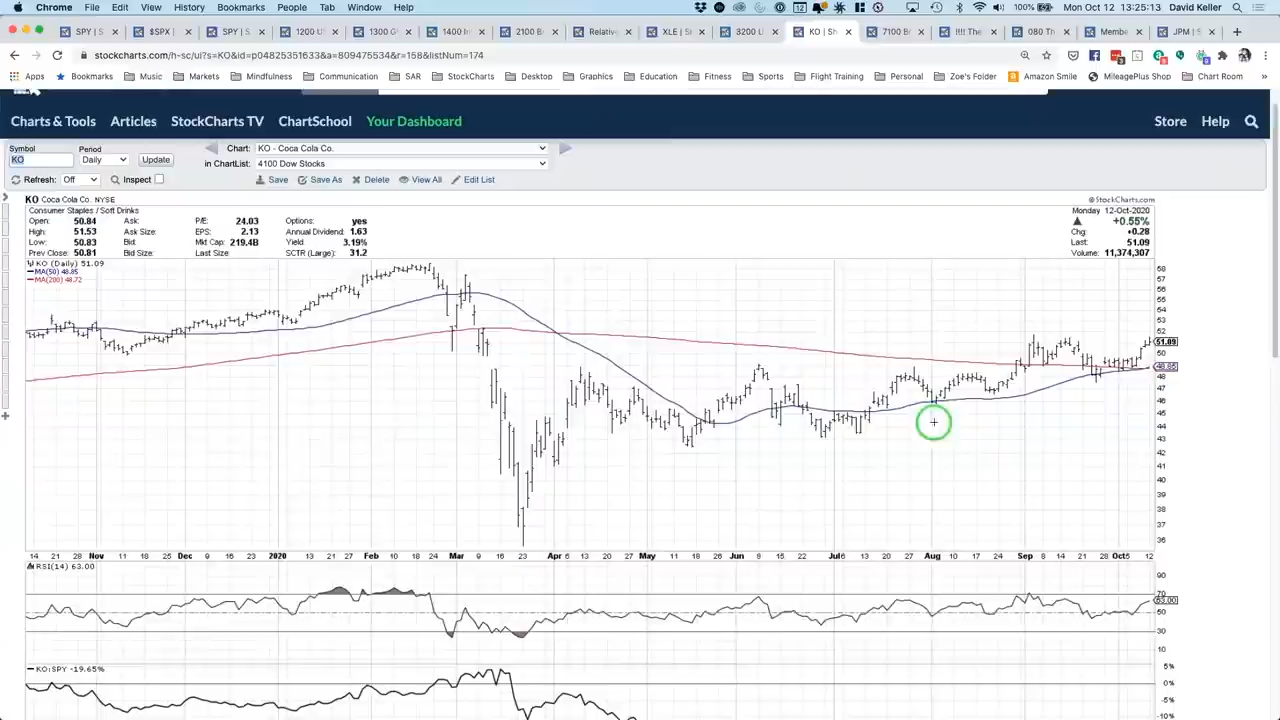 Chrome File Edit View History Bookmarks People Tab Window Help 100% Mon Oct 12 13:25:13 David Keller
SPY $SPX SPY | S 1200 U 1300 G 1400 In 2100 B Relativ XLE | S 3200 U KO | Sh 7100 B !!!! The 080 Th Membe JPM | S
stockcharts.com/h-sc/ui?s=KO&id=p04825351633&a=809475516&r=158&listNum=174
Apps Bookmarks Music Markets Mindfulness Communication SAR StockCharts Desktop Graphics Education Fitness Sports Flight Training Personal Zoe's Folder Amazon Smile MileagePlus Shop Chart Room
Charts & Tools Articles StockCharts TV ChartSchool Your Dashboard Store Help
Symbol Period Chart: KO - Coca Cola Co.
KO Daily Update in ChartList: 4100 Dow Stocks
Refresh: Off Inspect Save Save As Delete View All Edit List
KO Coca Cola Co. NYSE @StockCharts.com
Consumer Staples / Soft Drinks Monday 12-Oct-2020
Open: 50.84 Ask: P/E: 24.03 Options: yes +0.55%
High: 51.53 Ask Size: EPS: 2.13 Annual Dividend: 1.63 Chg: +0.28
Low: 50.83 Bid: Mkt Cap: 219.4B Yield: 3.19% Last: 51.09
Prev Close: 50.81 Bid Size: Last Size: SCTR (Large): 31.2 Volume: 11,374,307
KO (Daily) 51.09
MA(50) 48.85
MA(200) 48.72
58
56
55
54
53
52
51.09
50
48.85
48
47
46
45
44
43
42
41
40
39
38
37
36
14 21 28 Nov 11 18 25 Dec 9 16 23 2020 13 21 27 Feb 10 18 24 Mar 9 16 23 Apr 6 13 20 27 May 11 18 26 Jun 8 15 22 Jul 6 13 20 27 Aug 10 17 24 Sep 8 14 21 28 Oct 5 12
RSI(14) 63.00
90
70
63.00
50
30
10
KO:SPY -19.65%
5%
0%
-5%
-10%